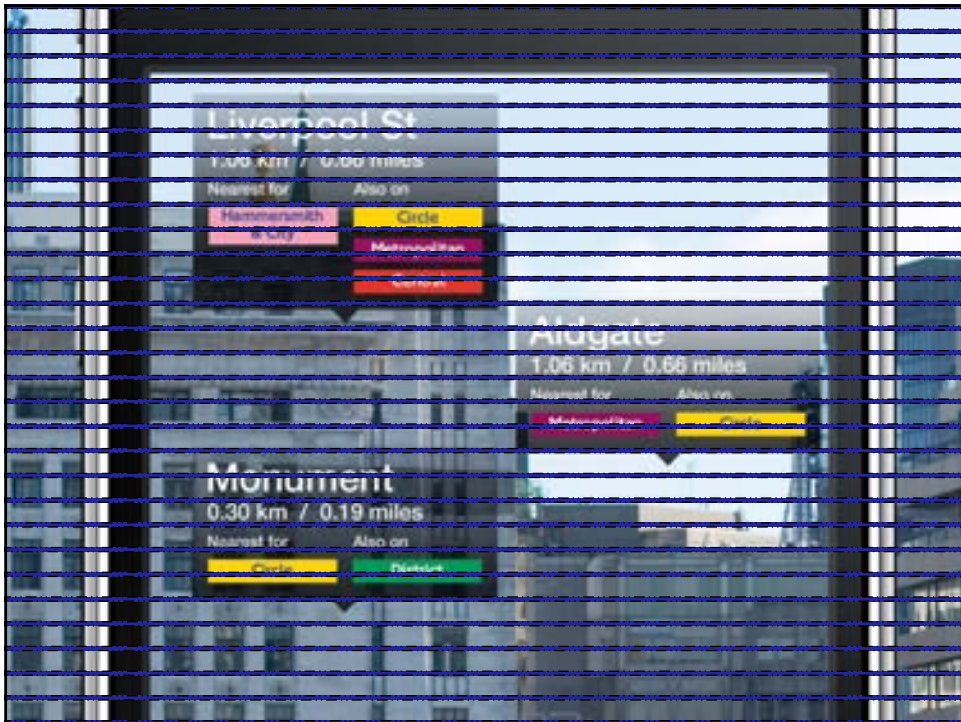 Liverpool St
1.06 km / 0.66 miles
Nearest for Also on
Hammersmith & City
Circle
Metropolitan
Central
Aldgate
1.06 km / 0.66 miles
Nearest for Also on
Metropolitan Circle
Monument
0.30 km / 0.19 miles
Nearest for Also on
Circle District